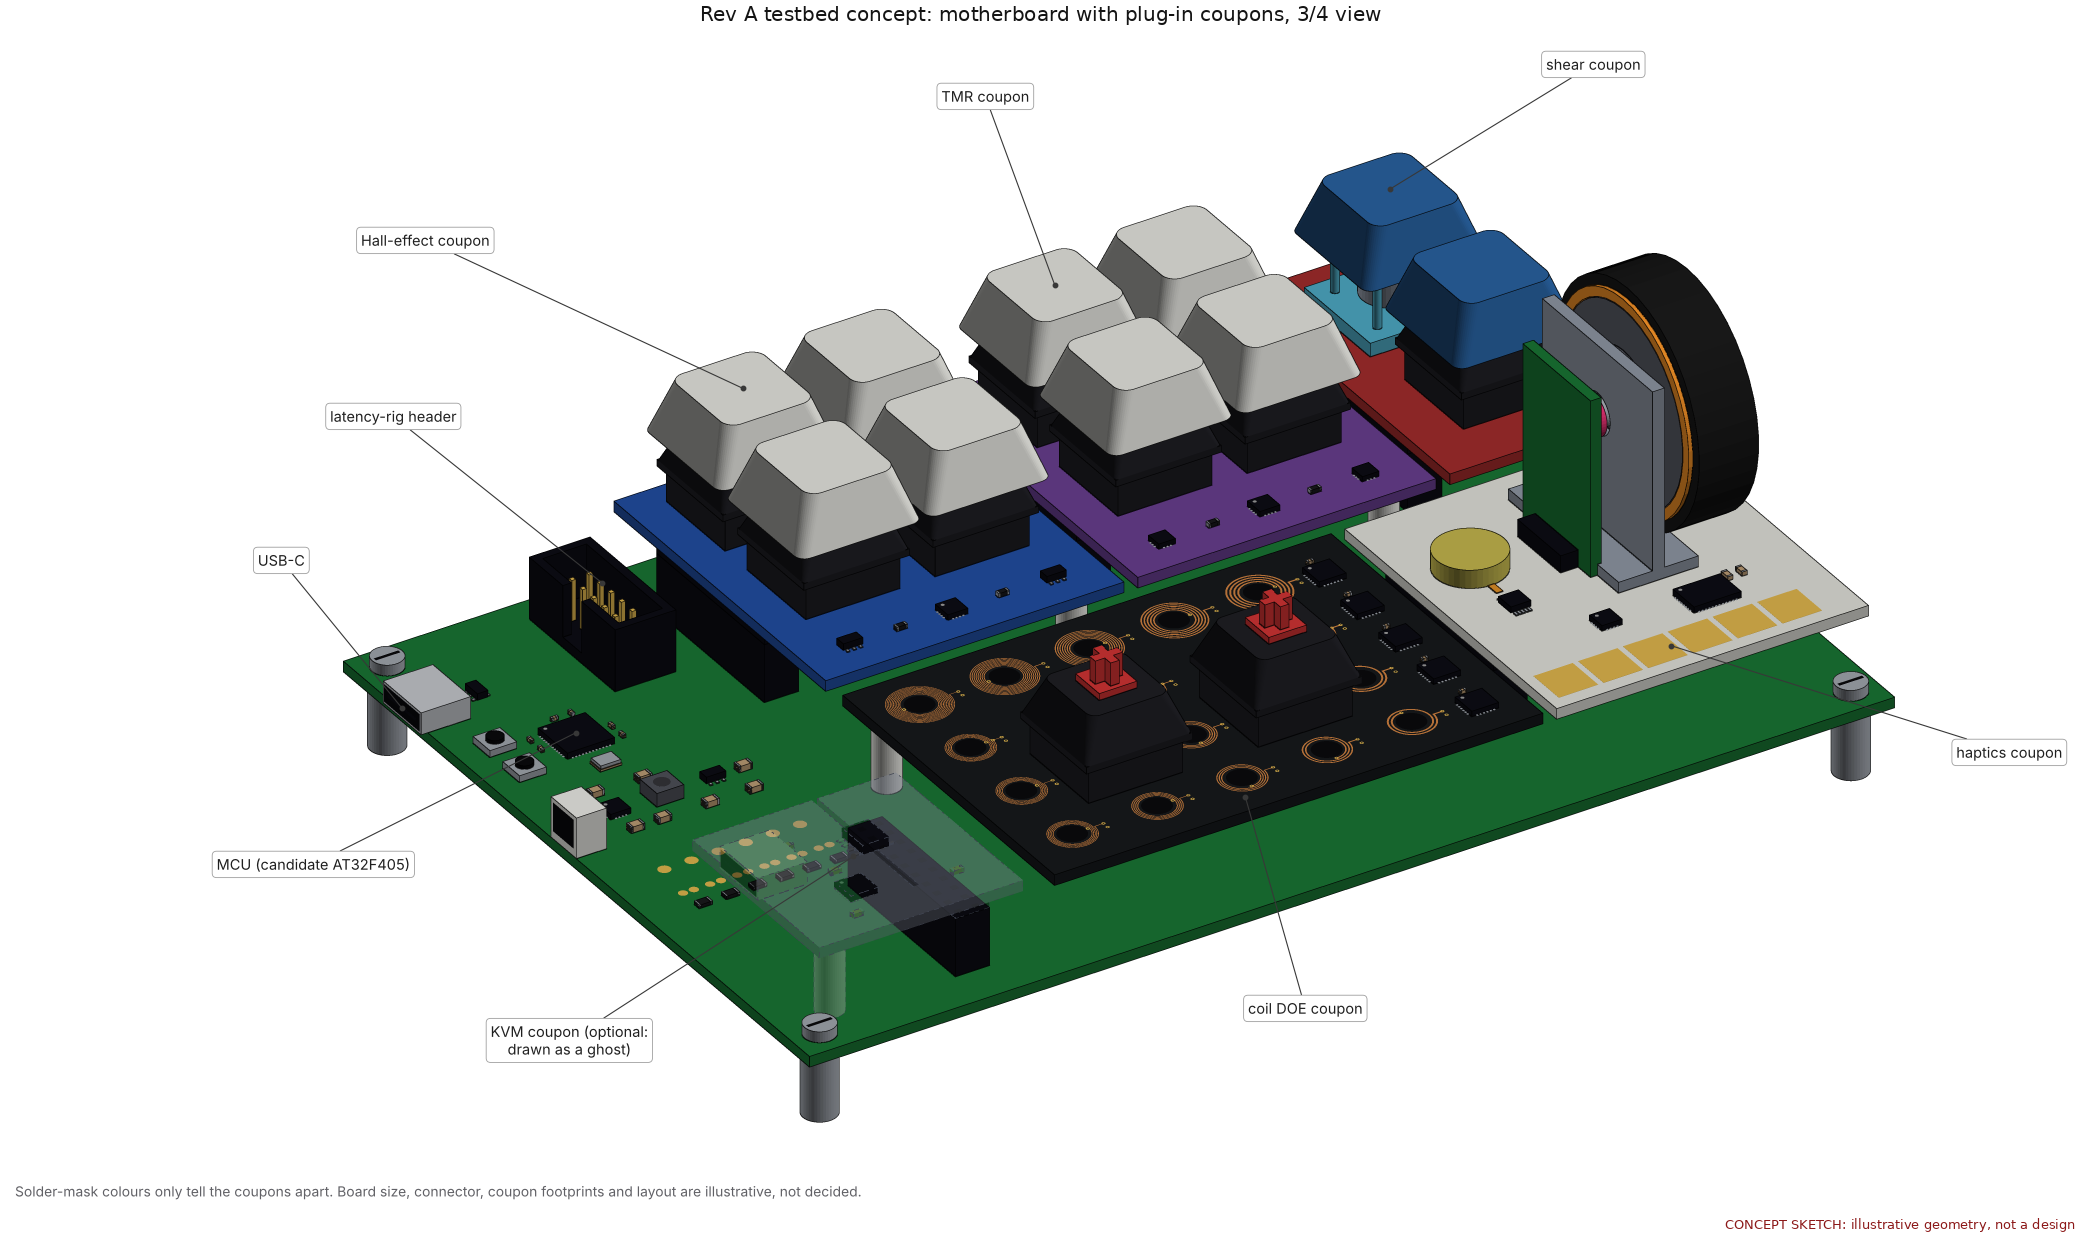 Rev A testbed concept: motherboard with plug-in coupons, 3/4 view
shear coupon
TMR coupon
Hall-effect coupon
latency-rig header
USB-C
haptics coupon
MCU (candidate AT32F405)
coil DOE coupon
KVM coupon (optional:
drawn as a ghost)
Solder-mask colours only tell the coupons apart. Board size, connector, coupon footprints and layout are illustrative, not decided.
CONCEPT SKETCH: illustrative geometry, not a design